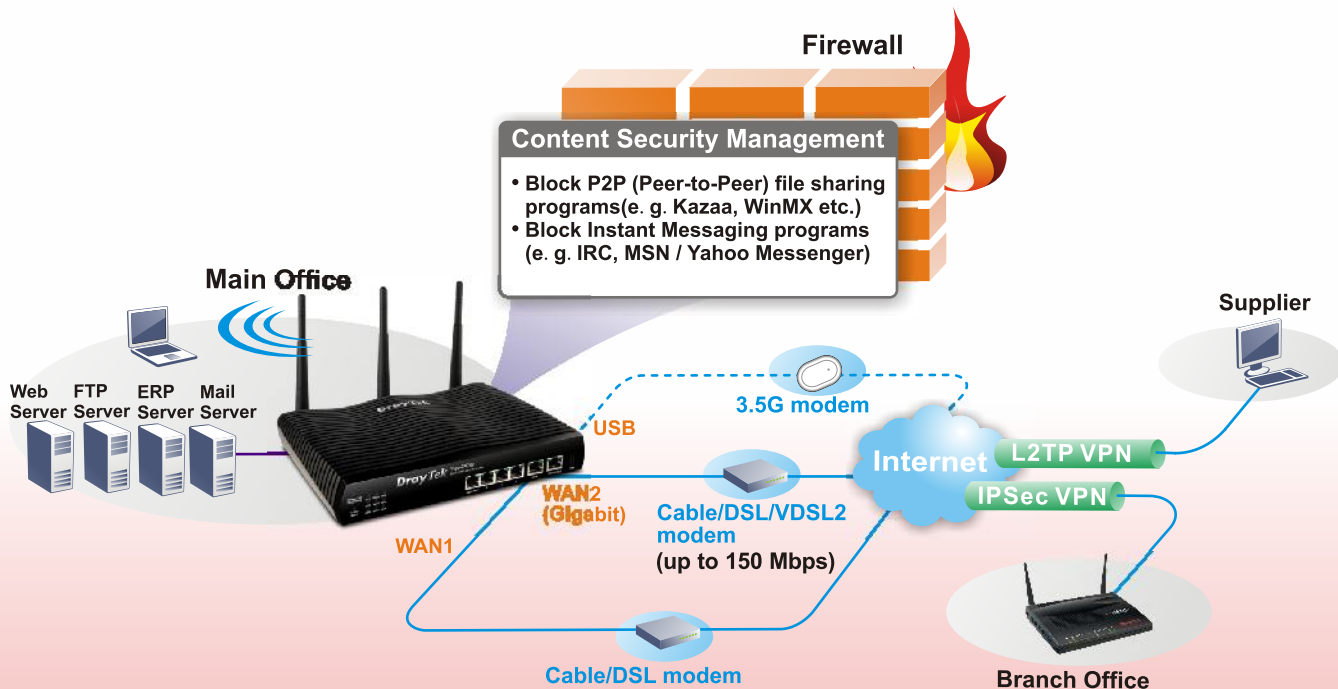 Firewall
Content Security Management
• Block P2P (Peer-to-Peer) file sharing
programs(e. g. Kazaa, WinMX etc.)
• Block Instant Messaging programs
(e. g. IRC, MSN / Yahoo Messenger)
Main Office
Supplier
Web
Server
FTP
Server
ERP
Server
Mail
Server
3.5G modem
USB
DrayTek
Internet
L2TP VPN
IPSec VPN
WAN2
(Gigabit)
Cable/DSL/VDSL2
modem
(up to 150 Mbps)
WAN1
Cable/DSL modem
Branch Office